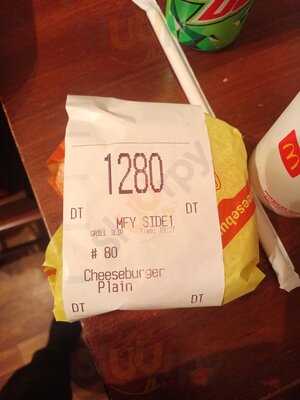 1280
DT
DT
MFY SIDE1
# 80
Cheeseburger
Plain
DT
DT